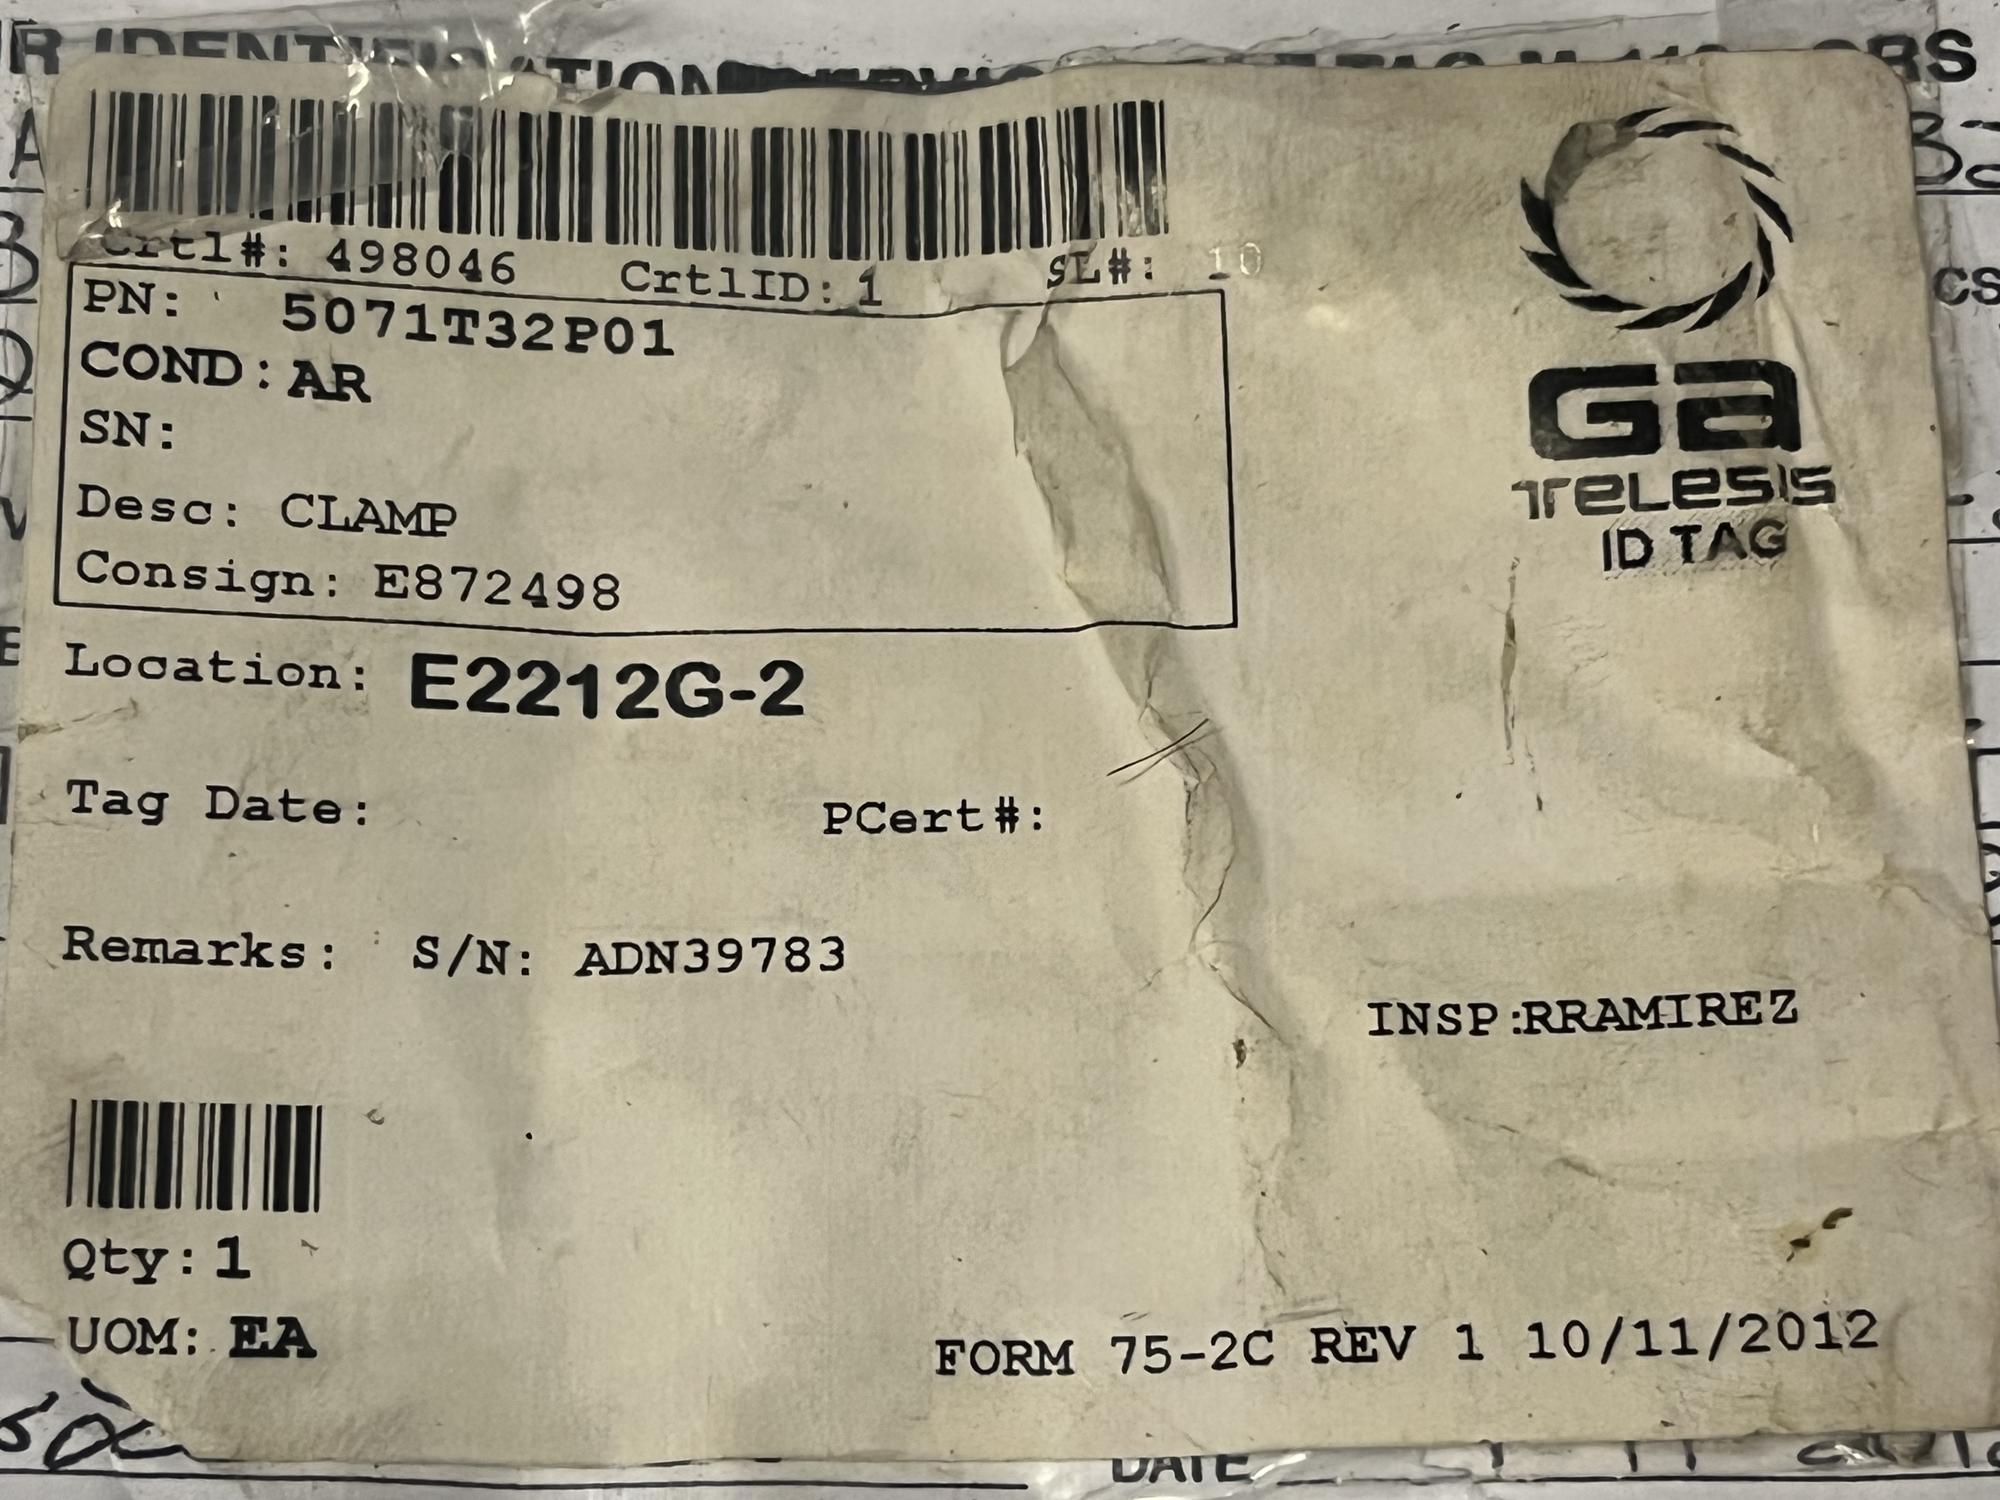 Crtl#: 498046 CrtlID: 1 SL#: 10
PN: 5071T32P01
COND: AR
SN:
Desc: CLAMP
Consign: E872498
Location: E2212G-2
Tag Date: PCert#:
Remarks: S/N: ADN39783
Qty: 1
UOM: EA
GA
TELESIS
ID TAG
INSP:RRAMIREZ
FORM 75-2C REV 1 10/11/2012
DATE